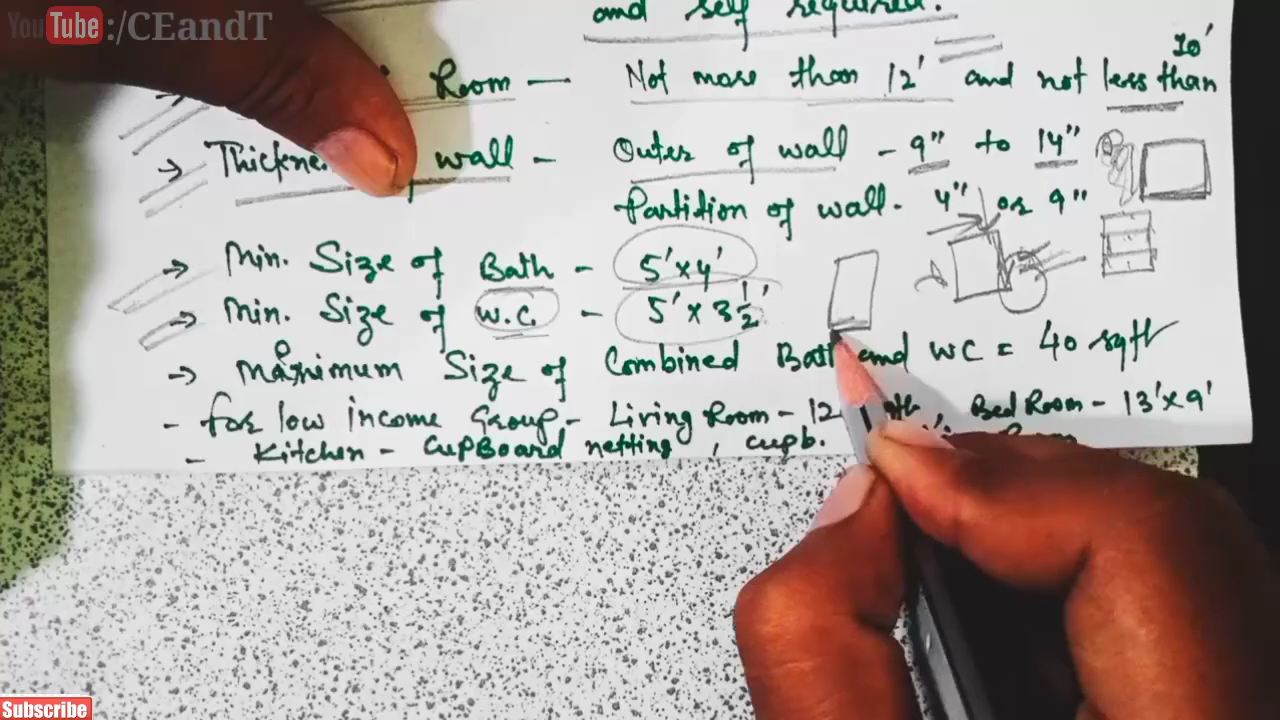 YouTube:/CEandT
and self required.
10'
Room — Not more than 12' and not less than
→ wall - Outer of wall - 9" to 14"
Partition of wall - 4" or 9"
→ Min. Size of Bath - 5'x4'
→ Min. Size of W.C. - 5' x 3 1/2'
→ Maximum Size of Combined Bath and WC = 40 sqft
- for low income Group - Living Room - 12 Bed Room - 13'x9'
- Kitchen - CupBoard netting, cupb.
Subscribe